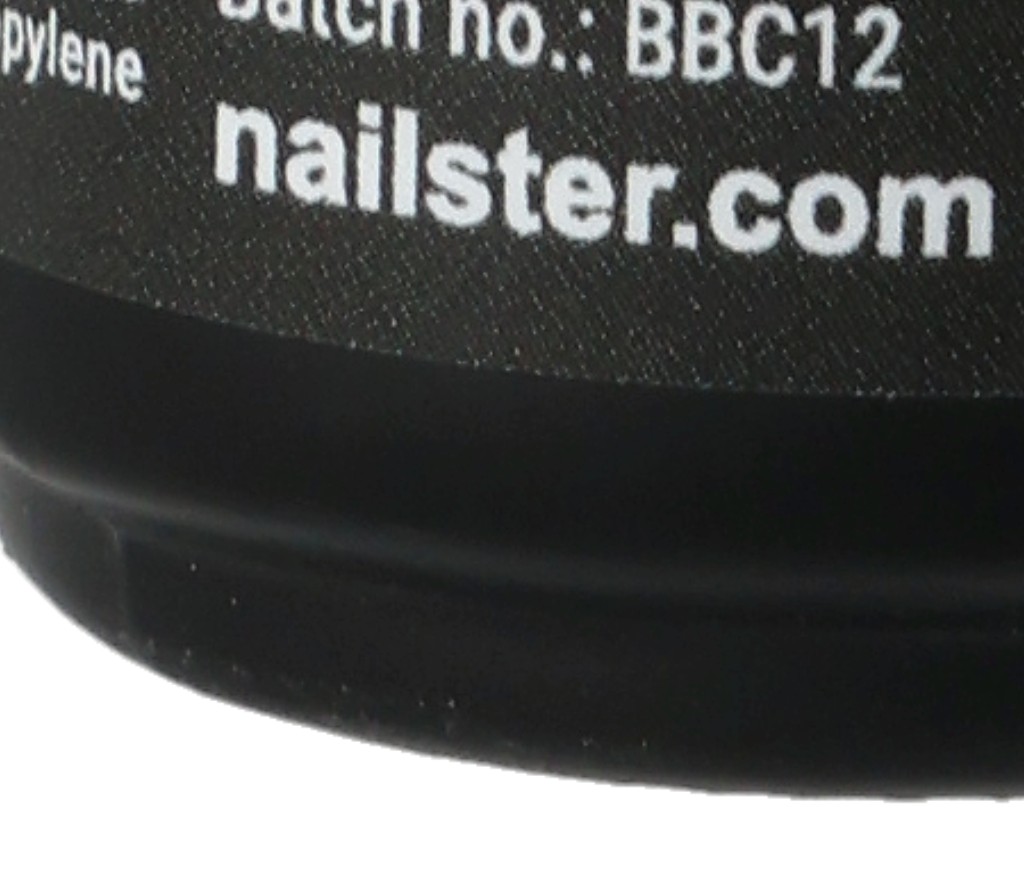 pylene
Batch no.: BBC12
nailster.com